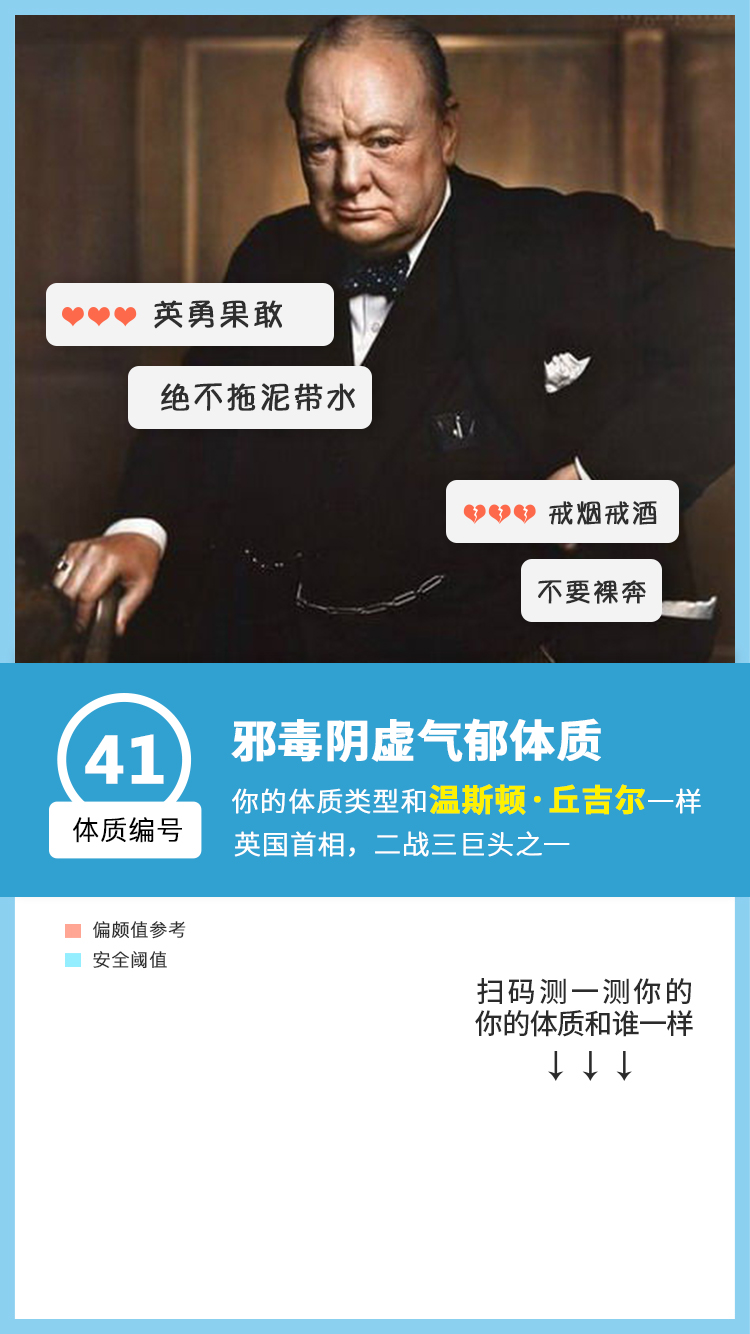 英勇果敢
绝不拖泥带水
戒烟戒酒
不要裸奔
41
体质编号
邪毒阴虚气郁体质
你的体质类型和温斯顿·丘吉尔一样
英国首相，二战三巨头之一
偏颇值参考
安全阈值
扫码测一测你的
你的体质和谁一样
↓↓↓